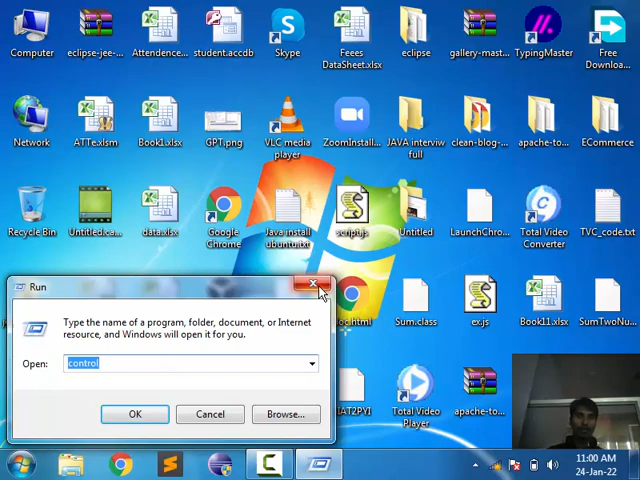 Computer
eclipse-jee-...
Attendence...
student.accdb
Skype
Feees
DataSheet.xlsx
eclipse
gallery-mast...
TypingMaster
Free
Downloa...
Network
ATTe.xlsm
Book1.xlsx
GPT.png
VLC media
player
ZoomInstall...
JAVA interviw
full
clean-blog-...
apache-to...
ECommerce
Recycle Bin
Untitled.ca...
data.xlsx
Google
Chrome
Java install
ubuntu.txt
script.js
Untitled
LaunchChro...
Total Video
Converter
TVC_code.txt
Run
Type the name of a program, folder, document, or Internet
resource, and Windows will open it for you.
Open:
control
OK
Cancel
Browse...
Sum.class
ex.js
Book11.xlsx
SumTwoNu...
Total Video
Player
apache-to...
11:00 AM
24-Jan-22